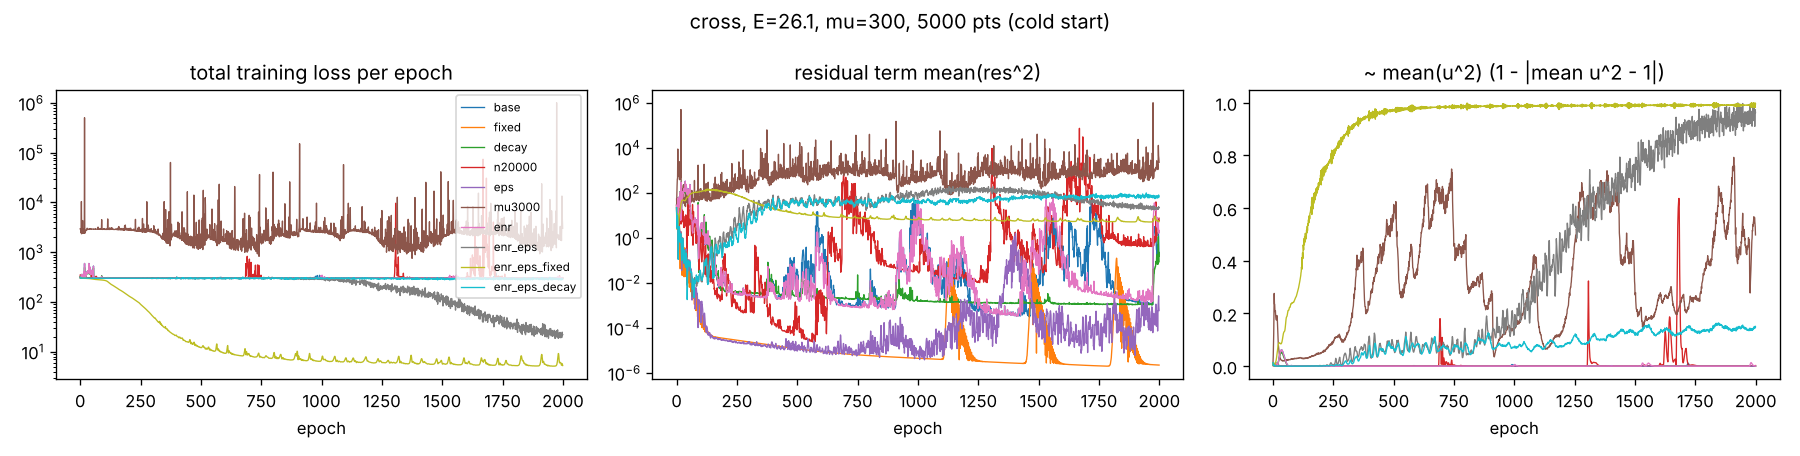 cross, E=26.1, mu=300, 5000 pts (cold start)
total training loss per epoch
residual term mean(res^2)
~ mean(u^2) (1 - |mean u^2 - 1|)
10^6
10^5
10^4
10^3
10^2
10^1
base
fixed
decay
n20000
eps
mu3000
enr
enr_eps
enr_eps_fixed
enr_eps_decay
0 250 500 750 1000 1250 1500 1750 2000
epoch
10^6
10^4
10^2
10^0
10^−2
10^−4
10^−6
0 250 500 750 1000 1250 1500 1750 2000
epoch
1.0
0.8
0.6
0.4
0.2
0.0
0 250 500 750 1000 1250 1500 1750 2000
epoch